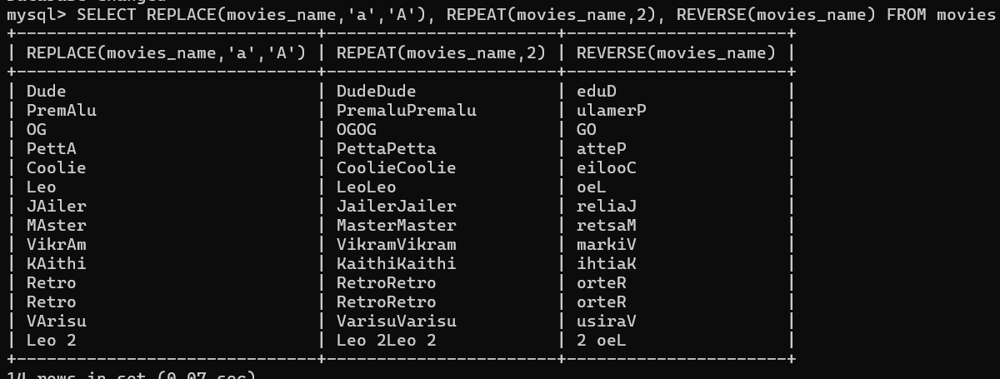 Database changed
mysql> SELECT REPLACE(movies_name,'a','A'), REPEAT(movies_name,2), REVERSE(movies_name) FROM movies
+------------------------------+-----------------------+----------------------+
| REPLACE(movies_name,'a','A') | REPEAT(movies_name,2) | REVERSE(movies_name) |
+------------------------------+-----------------------+----------------------+
| Dude                         | DudeDude              | eduD                 |
| PremAlu                      | PremaluPremalu        | ulamerP              |
| OG                           | OGOG                  | GO                   |
| PettA                        | PettaPetta            | atteP                |
| Coolie                       | CoolieCoolie          | eilooC               |
| Leo                          | LeoLeo                | oeL                  |
| JAiler                       | JailerJailer          | reliaJ               |
| MAster                       | MasterMaster          | retsaM               |
| VikrAm                       | VikramVikram          | markiV               |
| KAithi                       | KaithiKaithi          | ihtiaK               |
| Retro                        | RetroRetro            | orteR                |
| Retro                        | RetroRetro            | orteR                |
| VArisu                       | VarisuVarisu          | usiraV               |
| Leo 2                        | Leo 2Leo 2            | 2 oeL                |
+------------------------------+-----------------------+----------------------+
14 rows in set (0.07 sec)